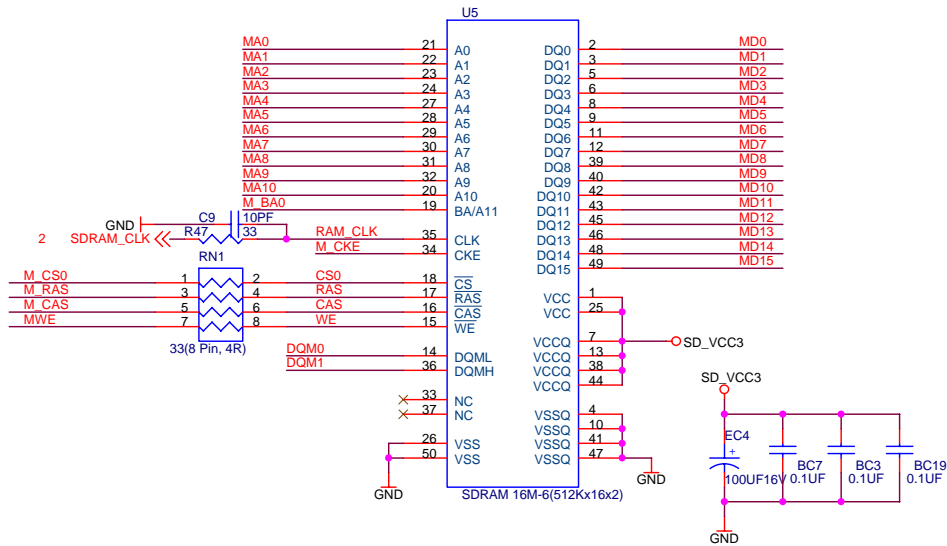 U5
MA0 21 A0 DQ0 2 MD0
MA1 22 A1 DQ1 3 MD1
MA2 23 A2 DQ2 5 MD2
MA3 24 A3 DQ3 6 MD3
MA4 27 A4 DQ4 8 MD4
MA5 28 A5 DQ5 9 MD5
MA6 29 A6 DQ6 11 MD6
MA7 30 A7 DQ7 12 MD7
MA8 31 A8 DQ8 39 MD8
MA9 32 A9 DQ9 40 MD9
MA10 20 A10 DQ10 42 MD10
M_BA0 19 BA/A11 DQ11 43 MD11
GND C9 10PF DQ12 45 MD12
2 SDRAM_CLK R47 33 RAM_CLK 35 CLK DQ13 46 MD13
M_CKE 34 CKE DQ14 48 MD14
DQ15 49 MD15
RN1
M_CS0 1 2 CS0 18 CS
M_RAS 3 4 RAS 17 RAS VCC 1
M_CAS 5 6 CAS 16 CAS VCC 25
MWE 7 8 WE 15 WE
33(8 Pin, 4R)
VCCQ 7 SD_VCC3
DQM0 14 DQML VCCQ 13
DQM1 36 DQMH VCCQ 38
VCCQ 44
33 NC
37 NC
VSSQ 4
VSSQ 10
26 VSS VSSQ 41
50 VSS VSSQ 47
GND
GND
SDRAM 16M-6(512Kx16x2)
SD_VCC3
EC4
+
100UF16V
BC7
0.1UF
BC3
0.1UF
BC19
0.1UF
GND